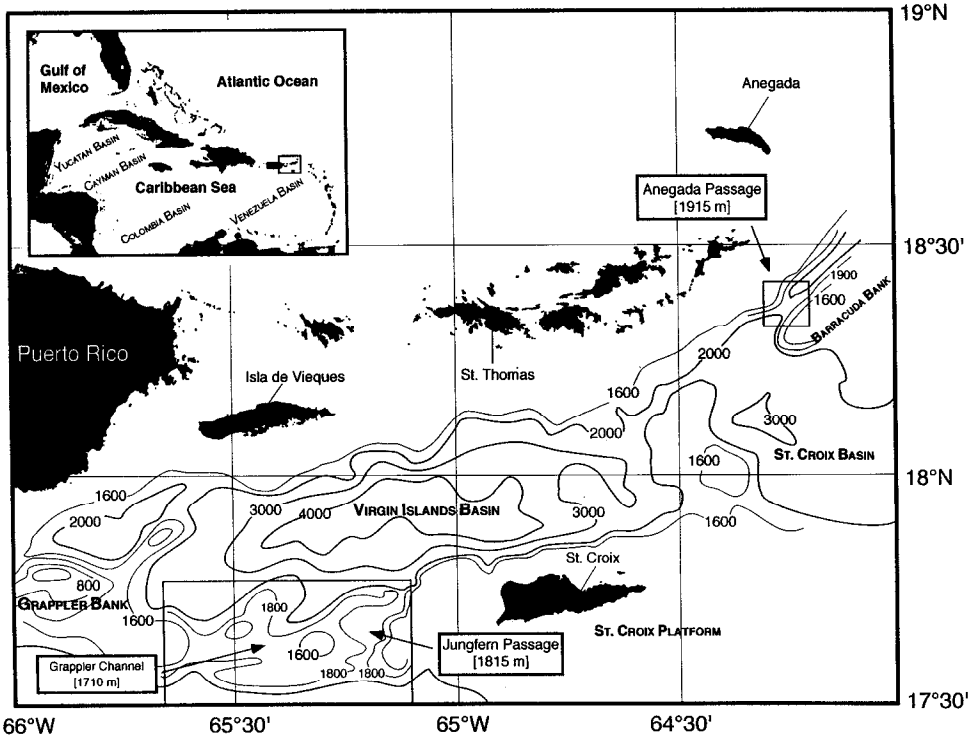 19°N
Gulf of
Mexico
Atlantic Ocean
YUCATAN BASIN
CAYMAN BASIN
Caribbean Sea
COLOMBIA BASIN
VENEZUELA BASIN
Anegada
Anegada Passage
[1915 m]
18°30'
1900
1600
BARRACUDA BANK
Puerto Rico
Isla de Vieques
St. Thomas
2000
1600
2000
3000
ST. CROIX BASIN
1600
18°N
1600
2000
3000
4000
VIRGIN ISLANDS BASIN
3000
1600
800
GRAPPLER BANK
1600
St. Croix
1800
ST. CROIX PLATFORM
Jungfern Passage
[1815 m]
1600
Grappler Channel
[1710 m]
1800
1800
17°30'
66°W
65°30'
65°W
64°30'